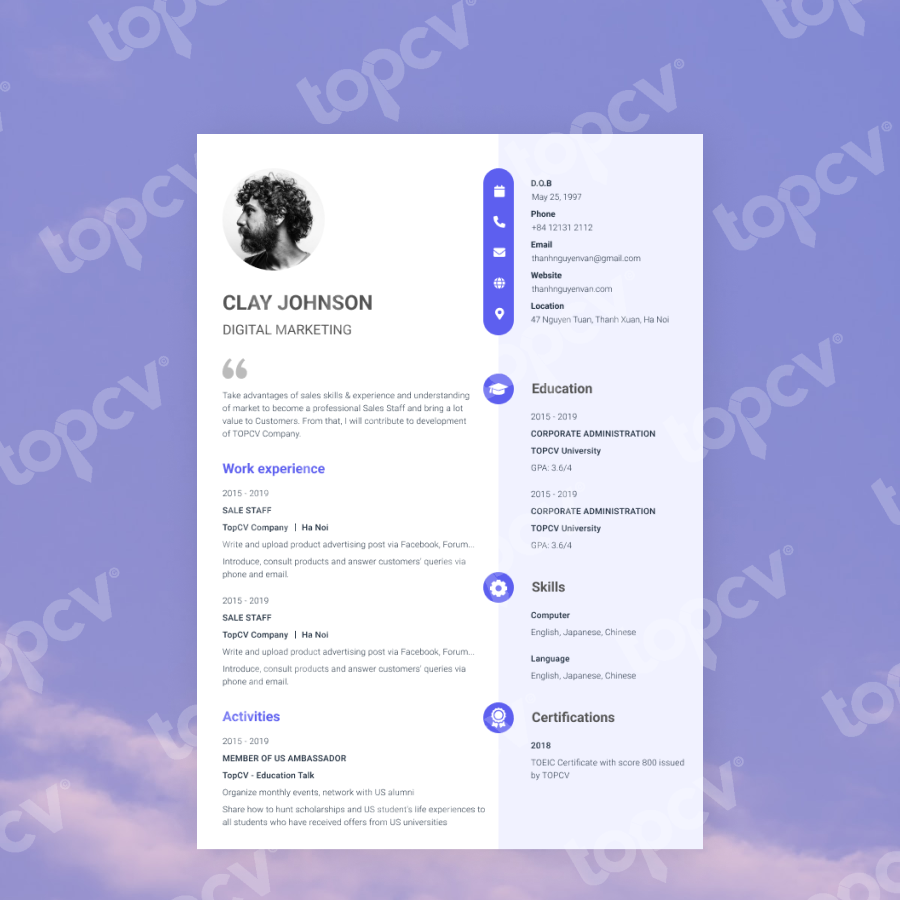 CLAY JOHNSON
DIGITAL MARKETING
Take advantages of sales skills & experience and understanding
of market to become a professional Sales Staff and bring a lot
value to Customers. From that, I will contribute to development
of TOPCV Company.
Work experience
2015 - 2019
SALE STAFF
TopCV Company | Ha Noi
Write and upload product advertising post via Facebook, Forum...
Introduce, consult products and answer customers' queries via
phone and email.
2015 - 2019
SALE STAFF
TopCV Company | Ha Noi
Write and upload product advertising post via Facebook, Forum...
Introduce, consult products and answer customers' queries via
phone and email.
Activities
2015 - 2019
MEMBER OF US AMBASSADOR
TopCV - Education Talk
Organize monthly events, network with US alumni
Share how to hunt scholarships and US student's life experiences to
all students who have received offers from US universities
D.O.B
May 25, 1997
Phone
+84 12131 2112
Email
thanhnguyenvan@gmail.com
Website
thanhnguyenvan.com
Location
47 Nguyen Tuan, Thanh Xuan, Ha Noi
Education
2015 - 2019
CORPORATE ADMINISTRATION
TOPCV University
GPA: 3.6/4
2015 - 2019
CORPORATE ADMINISTRATION
TOPCV University
GPA: 3.6/4
Skills
Computer
English, Japanese, Chinese
Language
English, Japanese, Chinese
Certifications
2018
TOEIC Certificate with score 800 issued
by TOPCV
topcv
topcv
topcv
topcv
topcv
topcv
topcv
topcv
topcv